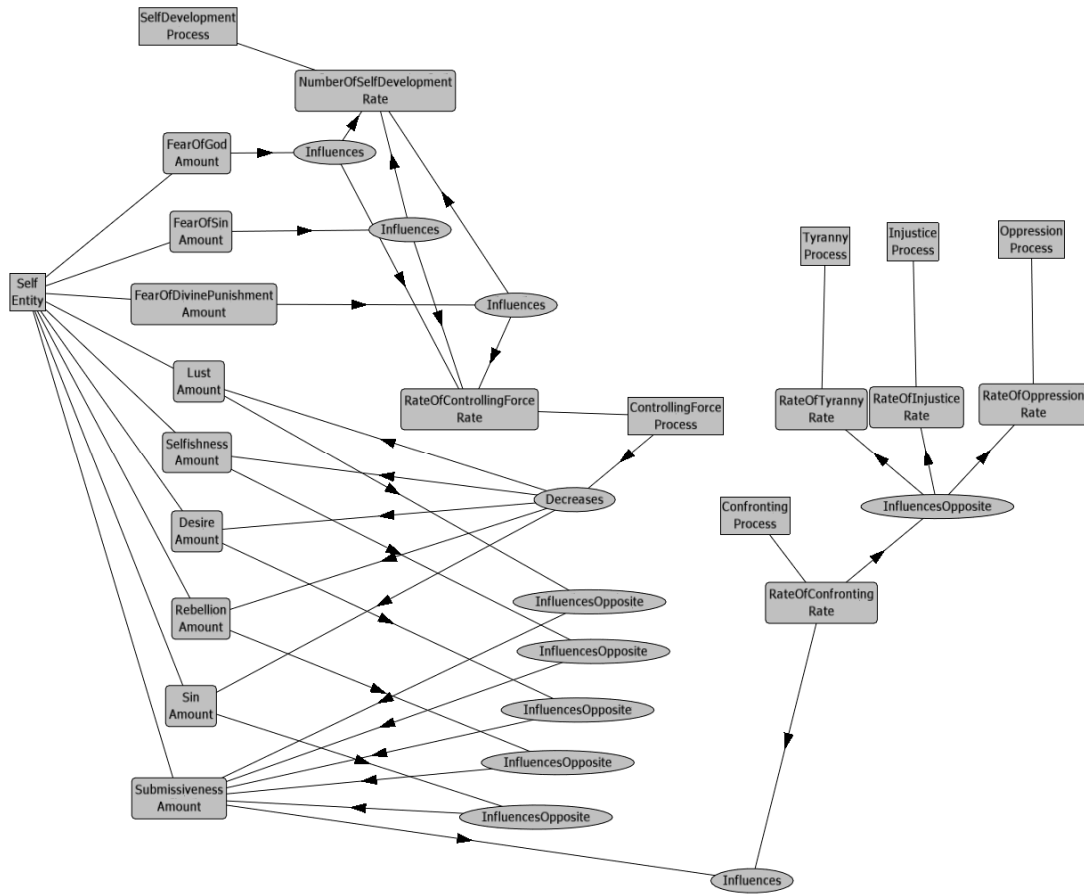 SelfDevelopment
Process
NumberOfSelfDevelopment
Rate
FearOfGod
Amount
Influences
FearOfSin
Amount
Influences
Tyranny
Process
Injustice
Process
Oppression
Process
Self
Entity
FearOfDivinePunishment
Amount
Influences
Lust
Amount
RateOfControllingForce
Rate
ControllingForce
Process
RateOfTyranny
Rate
RateOfInjustice
Rate
RateOfOppression
Rate
Selfishness
Amount
Decreases
Desire
Amount
Confronting
Process
InfluencesOpposite
Rebellion
Amount
InfluencesOpposite
RateOfConfronting
Rate
InfluencesOpposite
Sin
Amount
InfluencesOpposite
InfluencesOpposite
Submissiveness
Amount
InfluencesOpposite
Influences